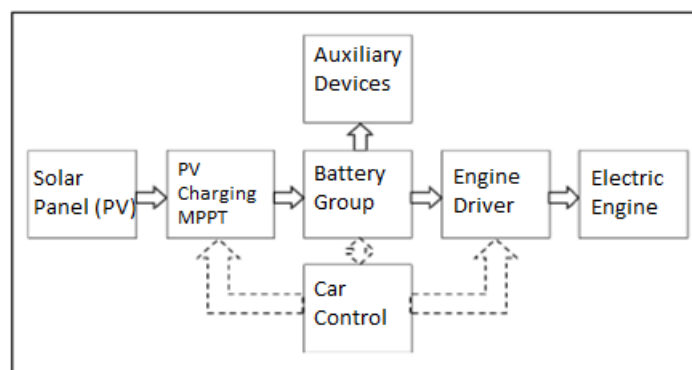 Auxiliary
Devices
Solar
Panel (PV)
PV
Charging
MPPT
Battery
Group
Engine
Driver
Electric
Engine
Car
Control